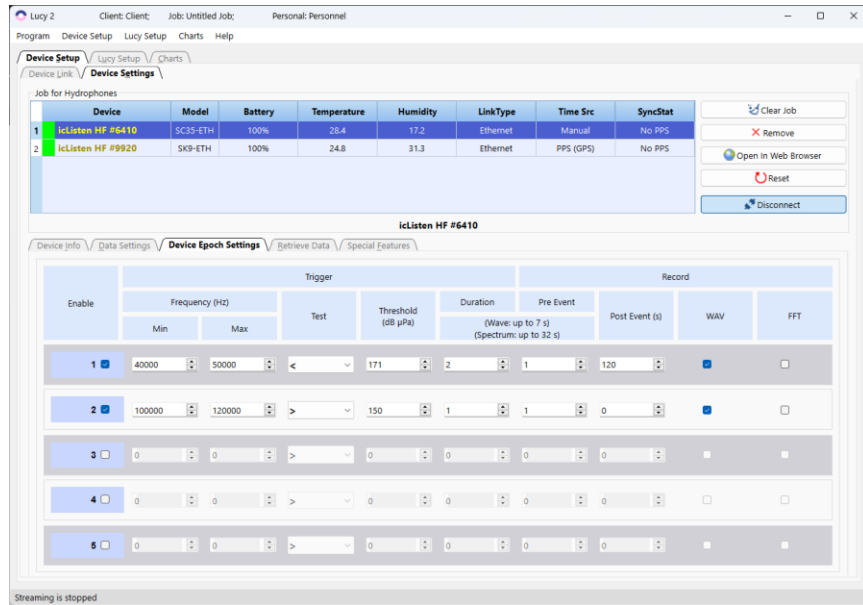 Lucy 2 Client: Client; Job: Untitled Job; Personal: Personnel
Program Device Setup Lucy Setup Charts Help
Device Setup Lucy Setup Charts
Device Link Device Settings
Job for Hydrophones
Device Model Battery Temperature Humidity LinkType Time Src SyncStat
1 icListen HF #6410 SC35-ETH 100% 28.4 17.2 Ethernet Manual No PPS
2 icListen HF #9920 SK9-ETH 100% 24.8 31.3 Ethernet PPS (GPS) No PPS
Clear Job
Remove
Open In Web Browser
Reset
Disconnect
icListen HF #6410
Device Info Data Settings Device Epoch Settings Retrieve Data Special Features
Trigger Record
Enable Frequency (Hz) Test Threshold (dB µPa) Duration Pre Event Post Event (s) WAV FFT
Min Max (Wave: up to 7 s)
(Spectrum: up to 32 s)
1 40000 50000 < 171 2 1 120
2 100000 120000 > 150 1 1 0
3 0 0 > 0 0 0 0
4 0 0 > 0 0 0 0
5 0 0 > 0 0 0 0
Streaming is stopped